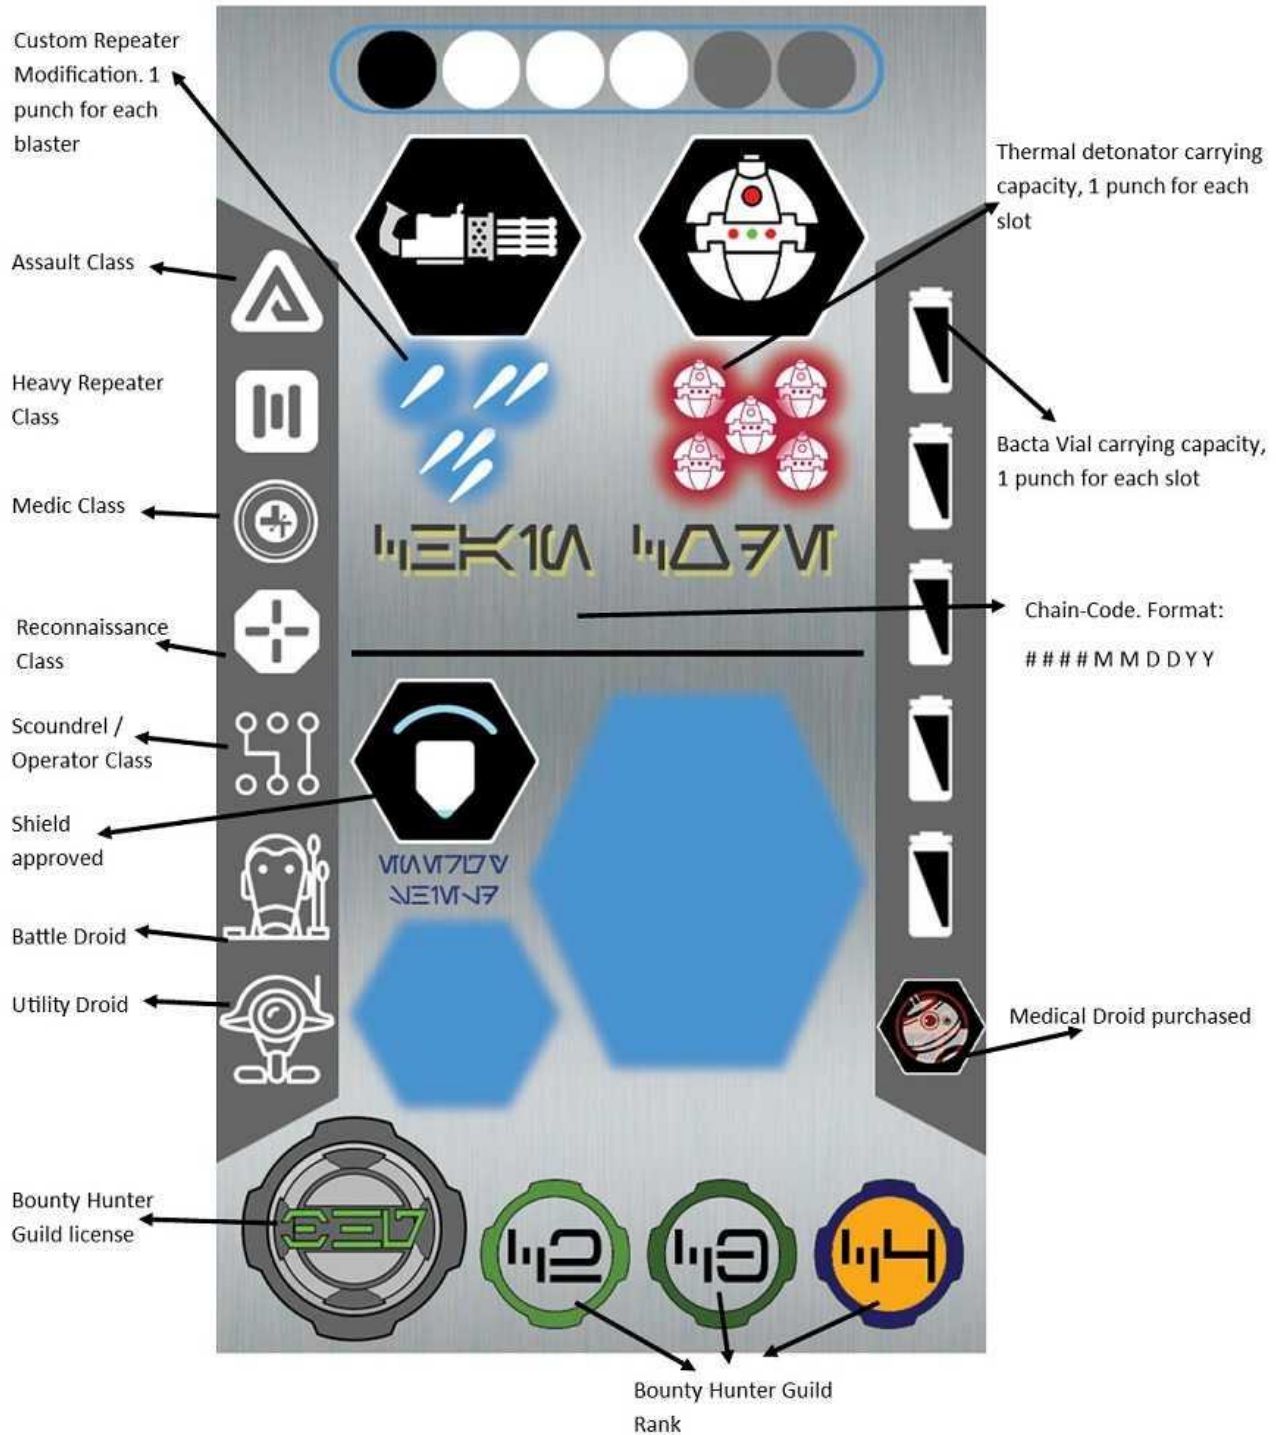 Custom Repeater
Modification. 1
punch for each
blaster
Thermal detonator carrying
capacity, 1 punch for each
slot
Assault Class
Heavy Repeater
Class
Bacta Vial carrying capacity,
1 punch for each slot
Medic Class
Chain-Code. Format:
# # # # M M D D Y Y
Reconnaissance
Class
Scoundrel /
Operator Class
Shield
approved
Battle Droid
Utility Droid
Medical Droid purchased
Bounty Hunter
Guild license
Bounty Hunter Guild
Rank